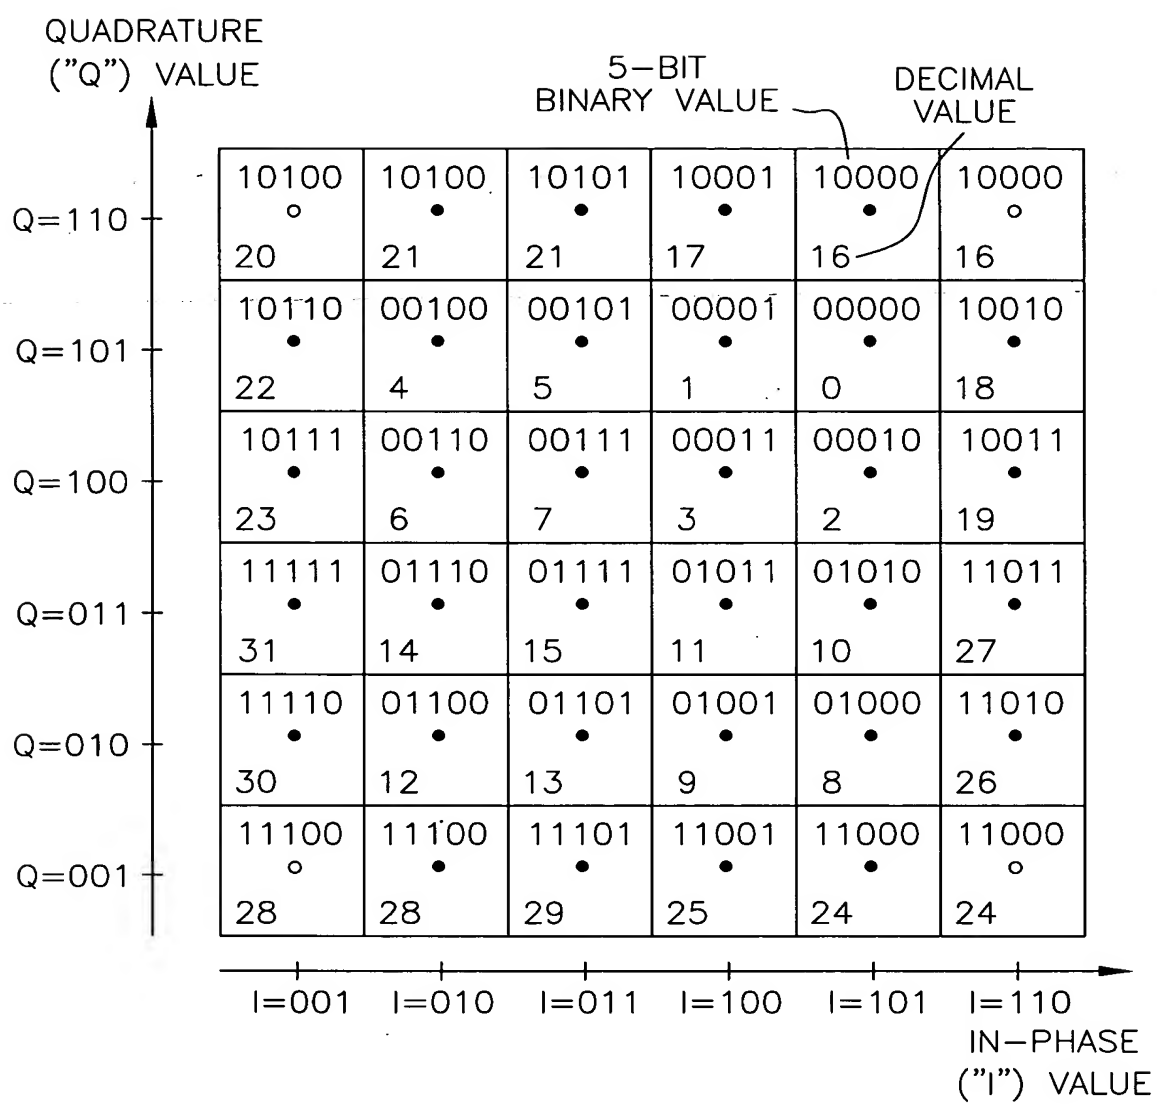 QUADRATURE
("Q") VALUE
5-BIT
BINARY VALUE
DECIMAL
VALUE
Q=110
10100 10100 10101 10001 10000 10000
20 21 21 17 16 16
Q=101
10110 00100 00101 00001 00000 10010
22 4 5 1 0 18
Q=100
10111 00110 00111 00011 00010 10011
23 6 7 3 2 19
Q=011
11111 01110 01111 01011 01010 11011
31 14 15 11 10 27
Q=010
11110 01100 01101 01001 01000 11010
30 12 13 9 8 26
Q=001
11100 11100 11101 11001 11000 11000
28 28 29 25 24 24
I=001 I=010 I=011 I=100 I=101 I=110
IN-PHASE
("I") VALUE